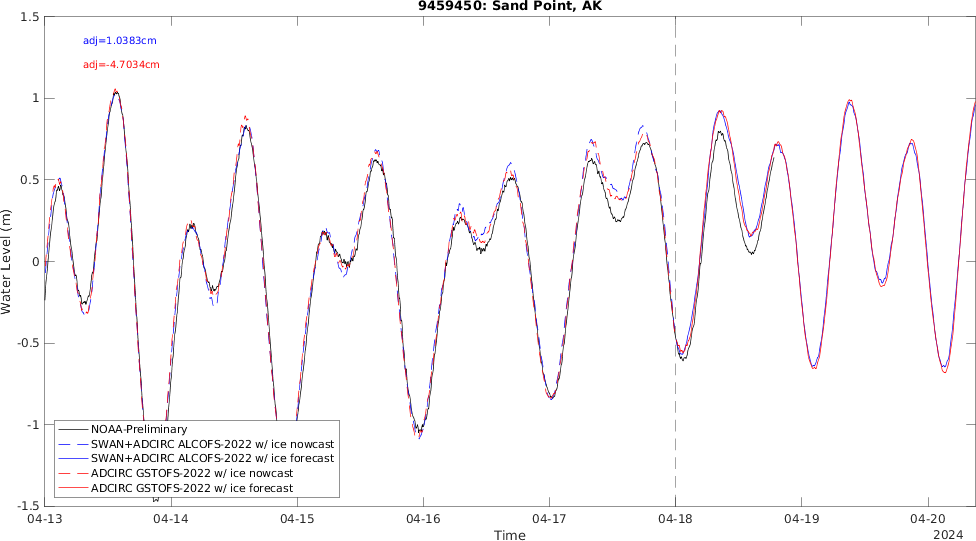 9459450: Sand Point, AK
adj=1.0383cm
adj=-4.7034cm
1.5
1
0.5
0
-0.5
-1
-1.5
Water Level (m)
NOAA-Preliminary
SWAN+ADCIRC ALCOFS-2022 w/ ice nowcast
SWAN+ADCIRC ALCOFS-2022 w/ ice forecast
ADCIRC GSTOFS-2022 w/ ice nowcast
ADCIRC GSTOFS-2022 w/ ice forecast
04-13 04-14 04-15 04-16 04-17 04-18 04-19 04-20
Time
2024